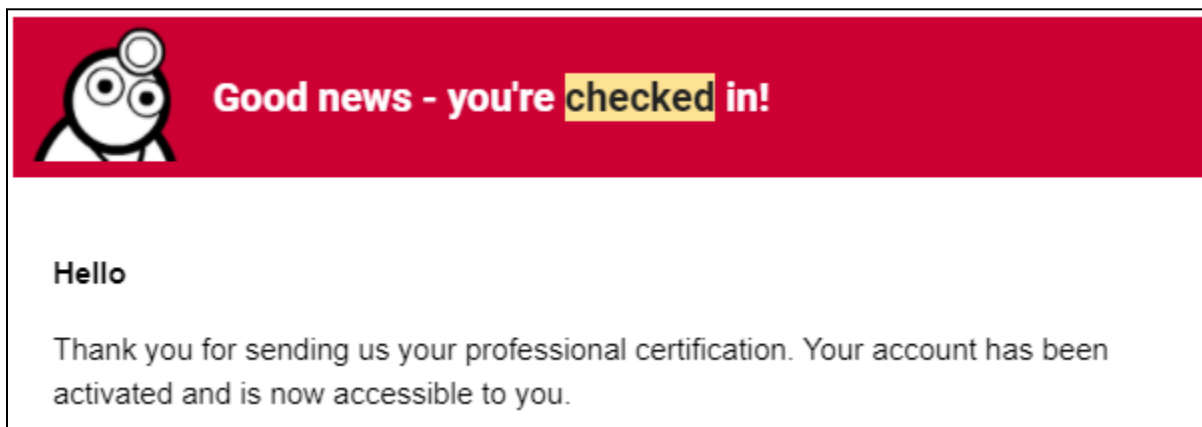 Good news - you're checked in!
Hello
Thank you for sending us your professional certification. Your account has been
activated and is now accessible to you.